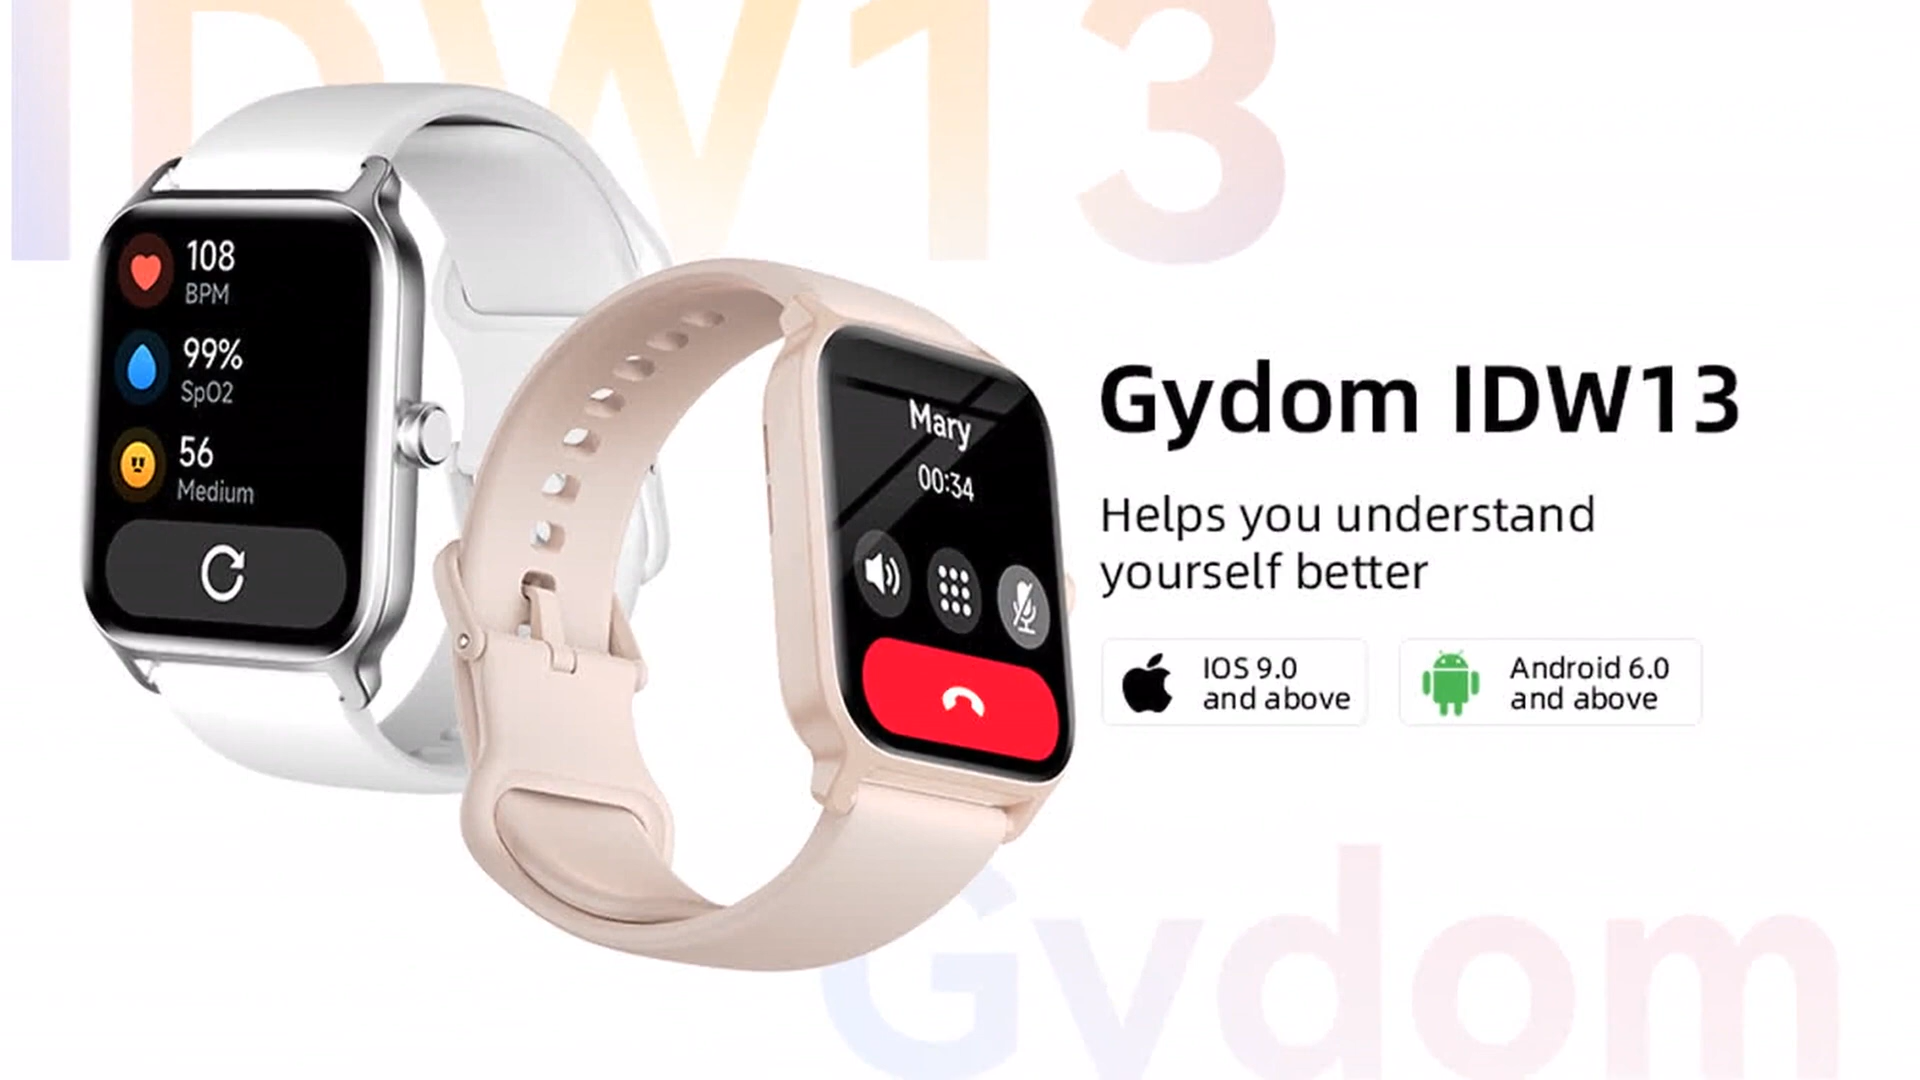 IDW13
108
BPM
99%
SpO2
56
Medium
Mary
00:34
Gydom IDW13
Helps you understand
yourself better
IOS 9.0
and above
Android 6.0
and above
Gydom